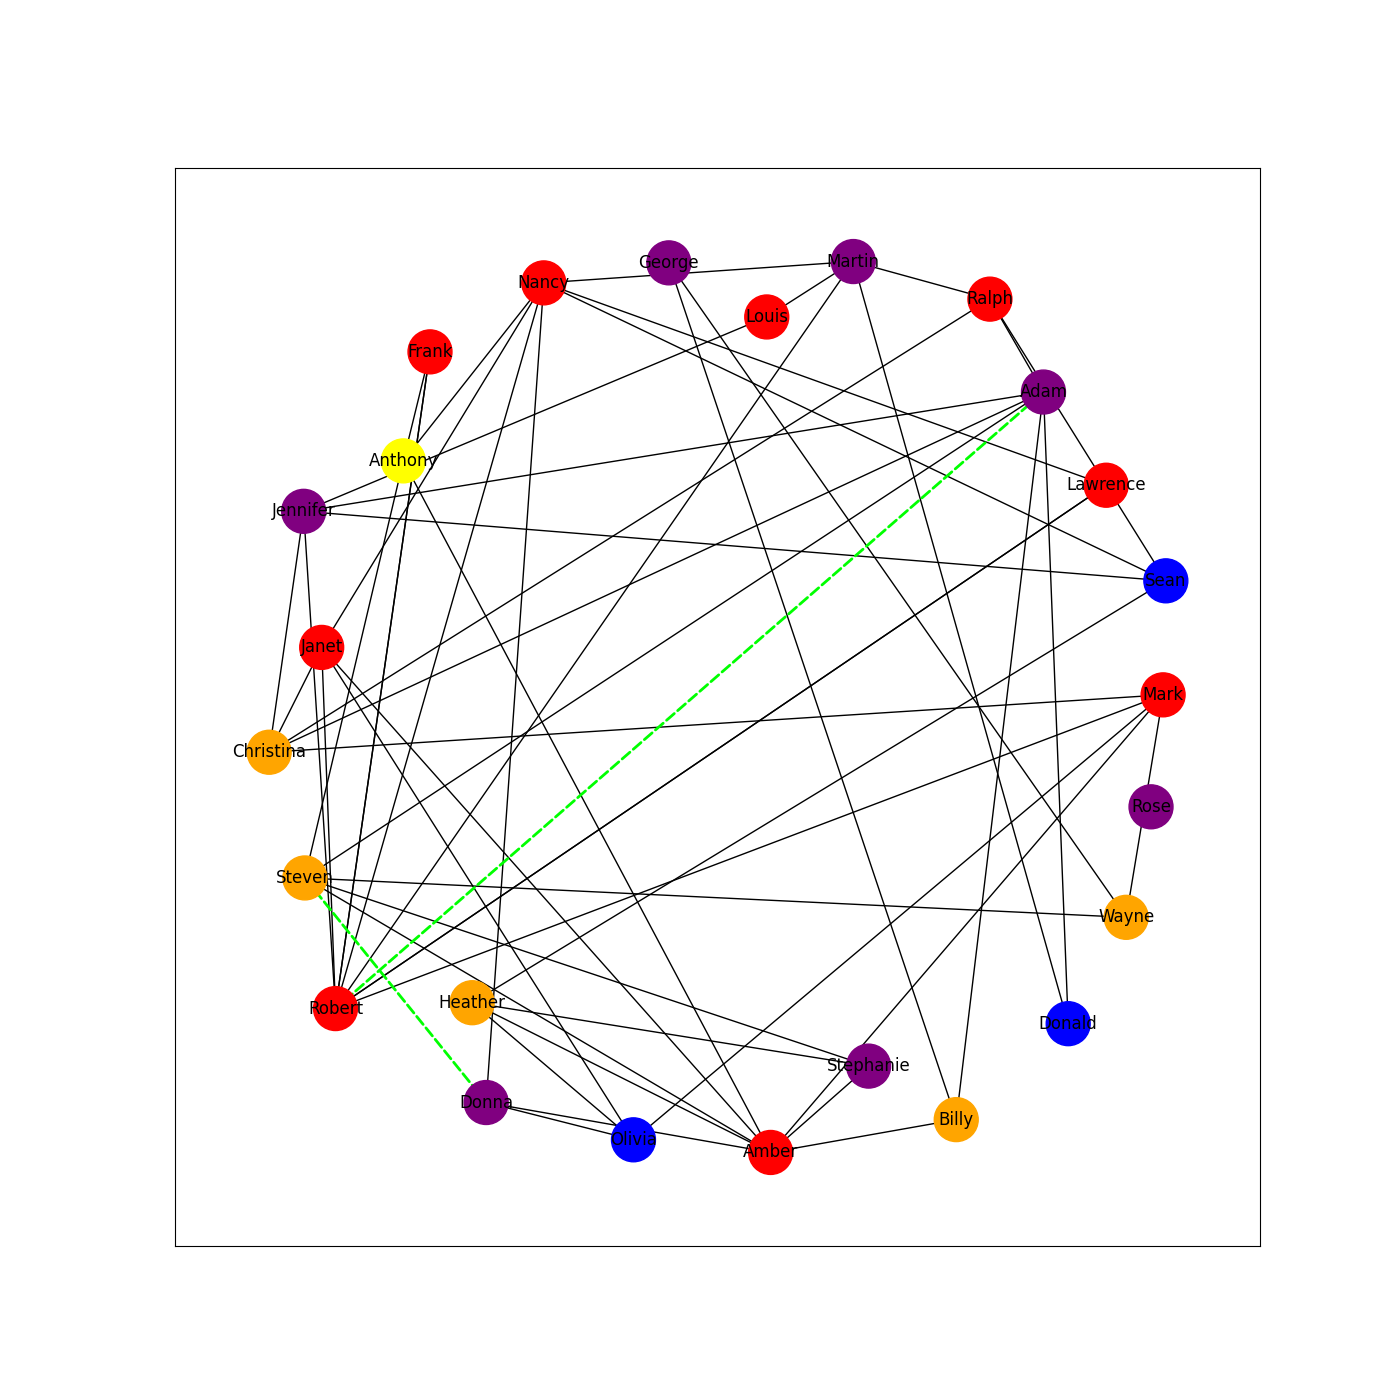 George
Martin
Nancy
Ralph
Louis
Frank
Adam
Anthony
Lawrence
Jennifer
Sean
Janet
Mark
Christina
Rose
Steven
Wayne
Heather
Robert
Donald
Stephanie
Donna
Billy
Olivia
Amber